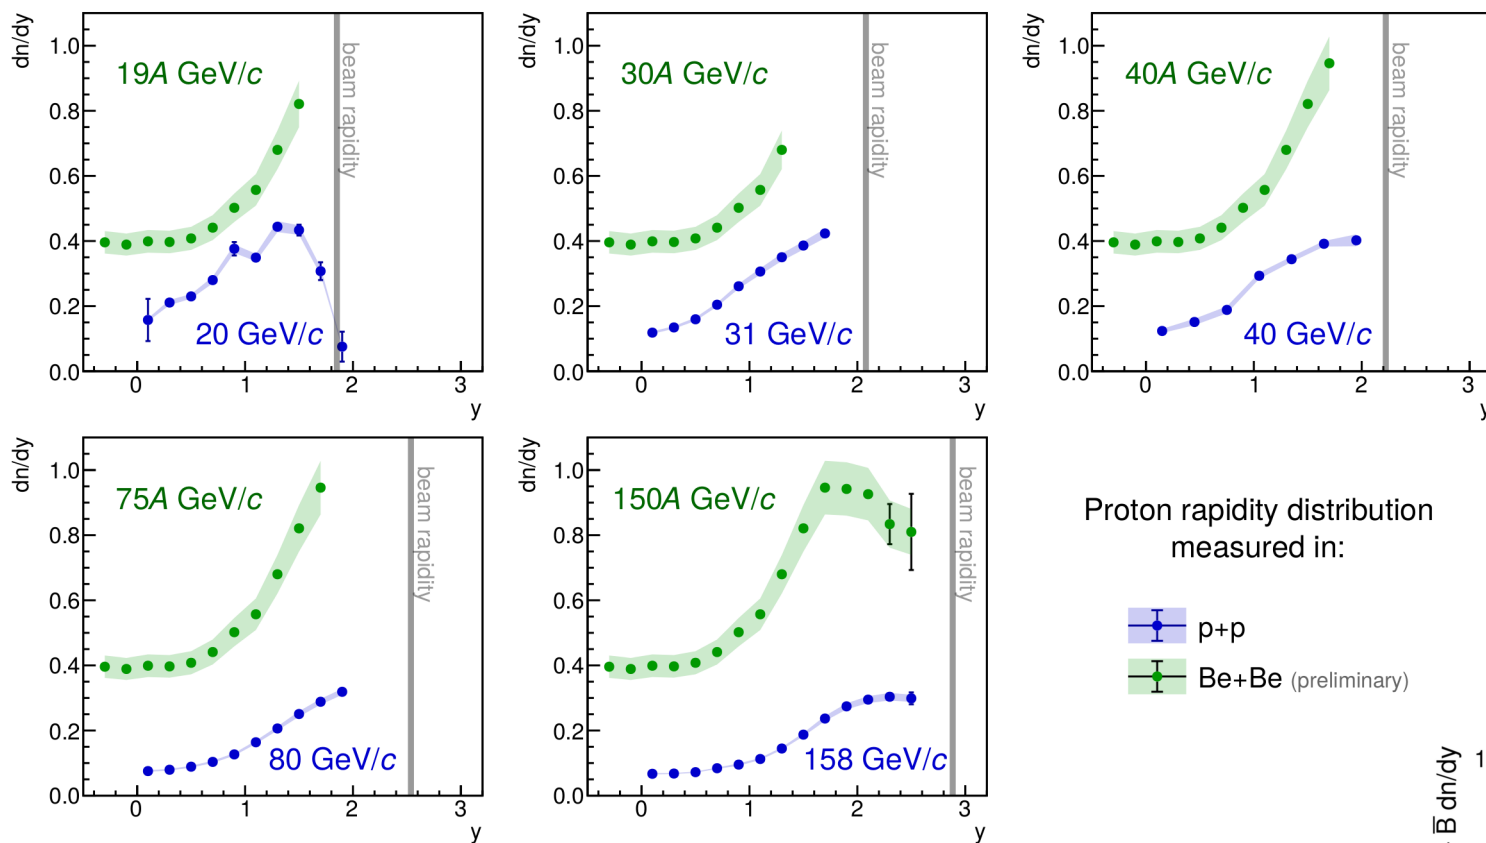 dn/dy
1.0
0.8
0.6
0.4
0.2
0.0
19A GeV/c
20 GeV/c
beam rapidity
0 1 2 3
y
dn/dy
1.0
0.8
0.6
0.4
0.2
0.0
30A GeV/c
31 GeV/c
beam rapidity
0 1 2 3
y
dn/dy
1.0
0.8
0.6
0.4
0.2
0.0
40A GeV/c
40 GeV/c
beam rapidity
0 1 2 3
y
dn/dy
1.0
0.8
0.6
0.4
0.2
0.0
75A GeV/c
80 GeV/c
beam rapidity
0 1 2 3
y
dn/dy
1.0
0.8
0.6
0.4
0.2
0.0
150A GeV/c
158 GeV/c
beam rapidity
0 1 2 3
y
Proton rapidity distribution
measured in:
p+p
Be+Be (preliminary)
B̅ dn/dy
1